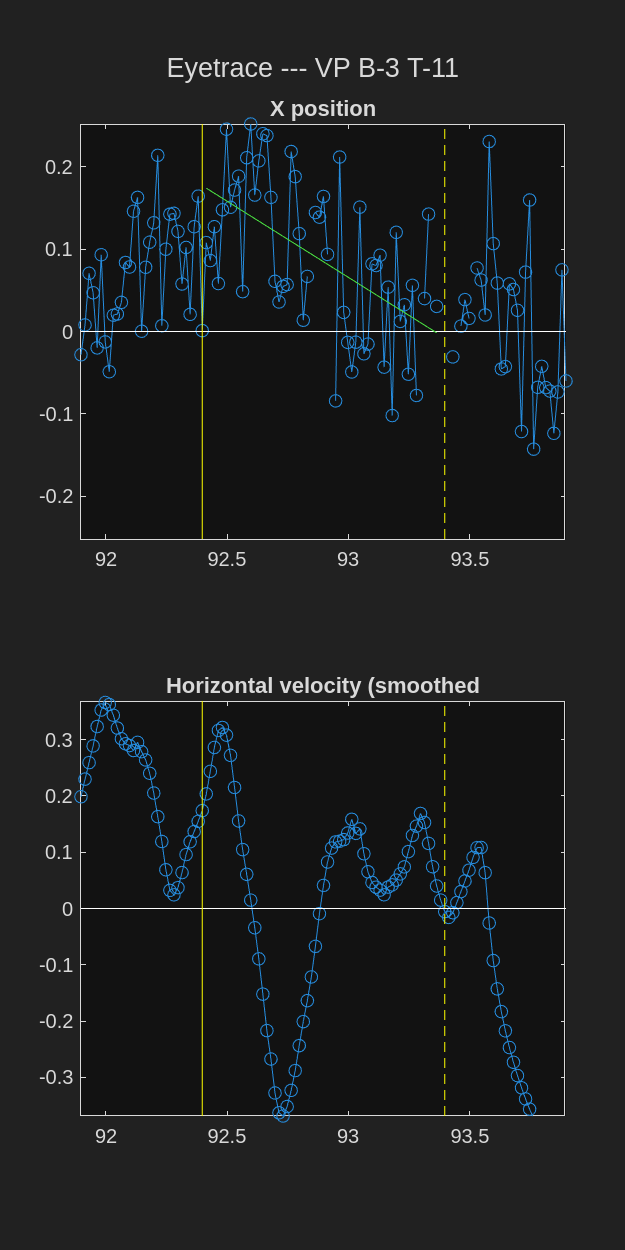 Eyetrace --- VP B-3 T-11
X position
0.2
0.1
0
-0.1
-0.2
92 92.5 93 93.5
Horizontal velocity (smoothed
0.3
0.2
0.1
0
-0.1
-0.2
-0.3
92 92.5 93 93.5